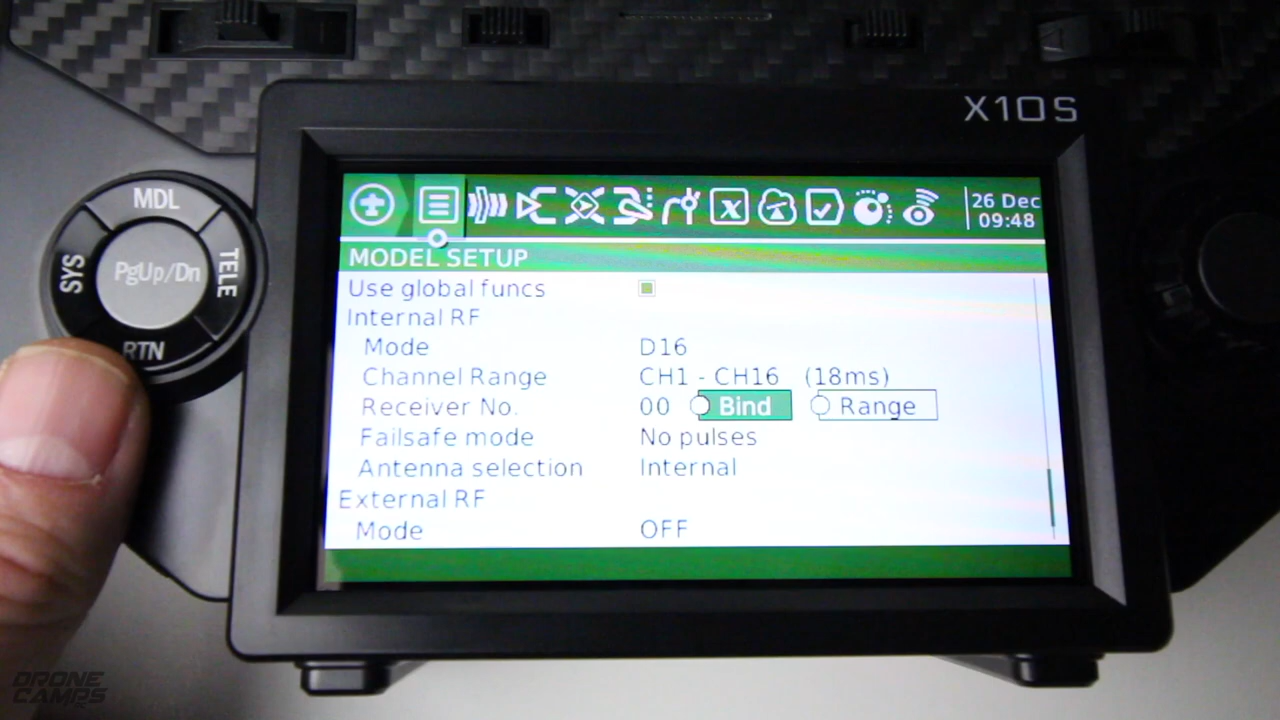 X10S
MDL
SYS
PgUp/Dn
TELE
RTN
26 Dec
09:48
MODEL SETUP
Use global funcs
Internal RF
Mode D16
Channel Range CH1 - CH16 (18ms)
Receiver No. 00 Bind Range
Failsafe mode No pulses
Antenna selection Internal
External RF
Mode OFF
DRONE
CAMPS